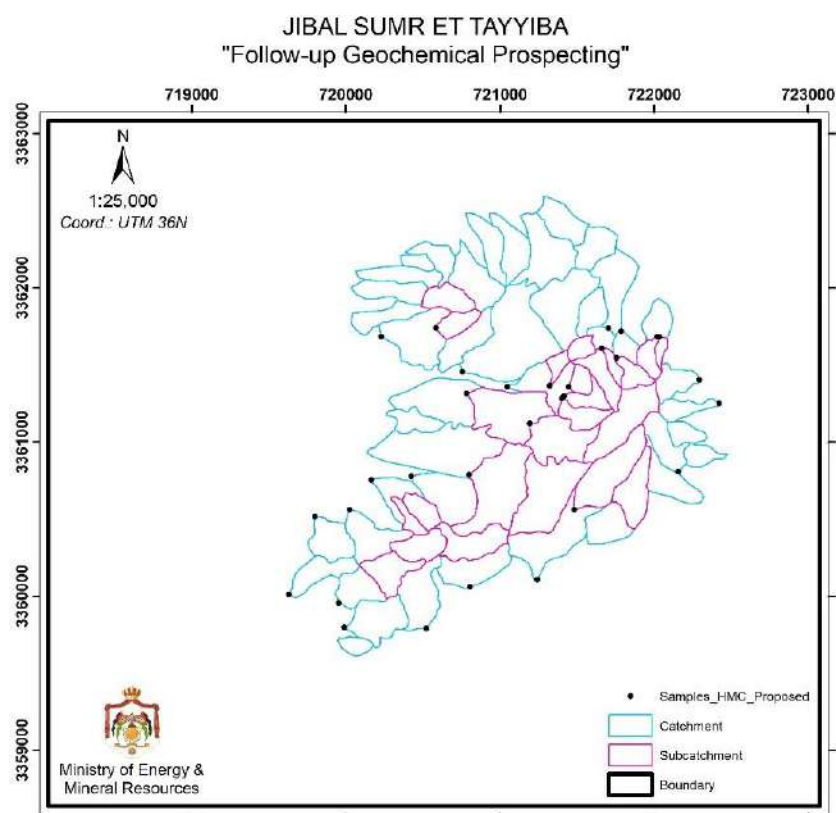 JIBAL SUMR ET TAYYIBA
"Follow-up Geochemical Prospecting"
719000 720000 721000 722000 723000
3363000
N
1:25,000
Coord.: UTM 36N
3362000
3361000
3360000
3359000
Samples_HMC_Proposed
Catchment
Subcatchment
Boundary
Ministry of Energy &
Mineral Resources